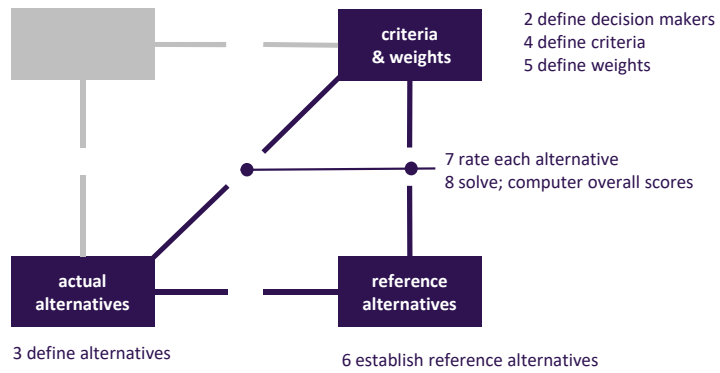 criteria
& weights
2 define decision makers
4 define criteria
5 define weights
7 rate each alternative
8 solve; computer overall scores
actual
alternatives
reference
alternatives
3 define alternatives
6 establish reference alternatives